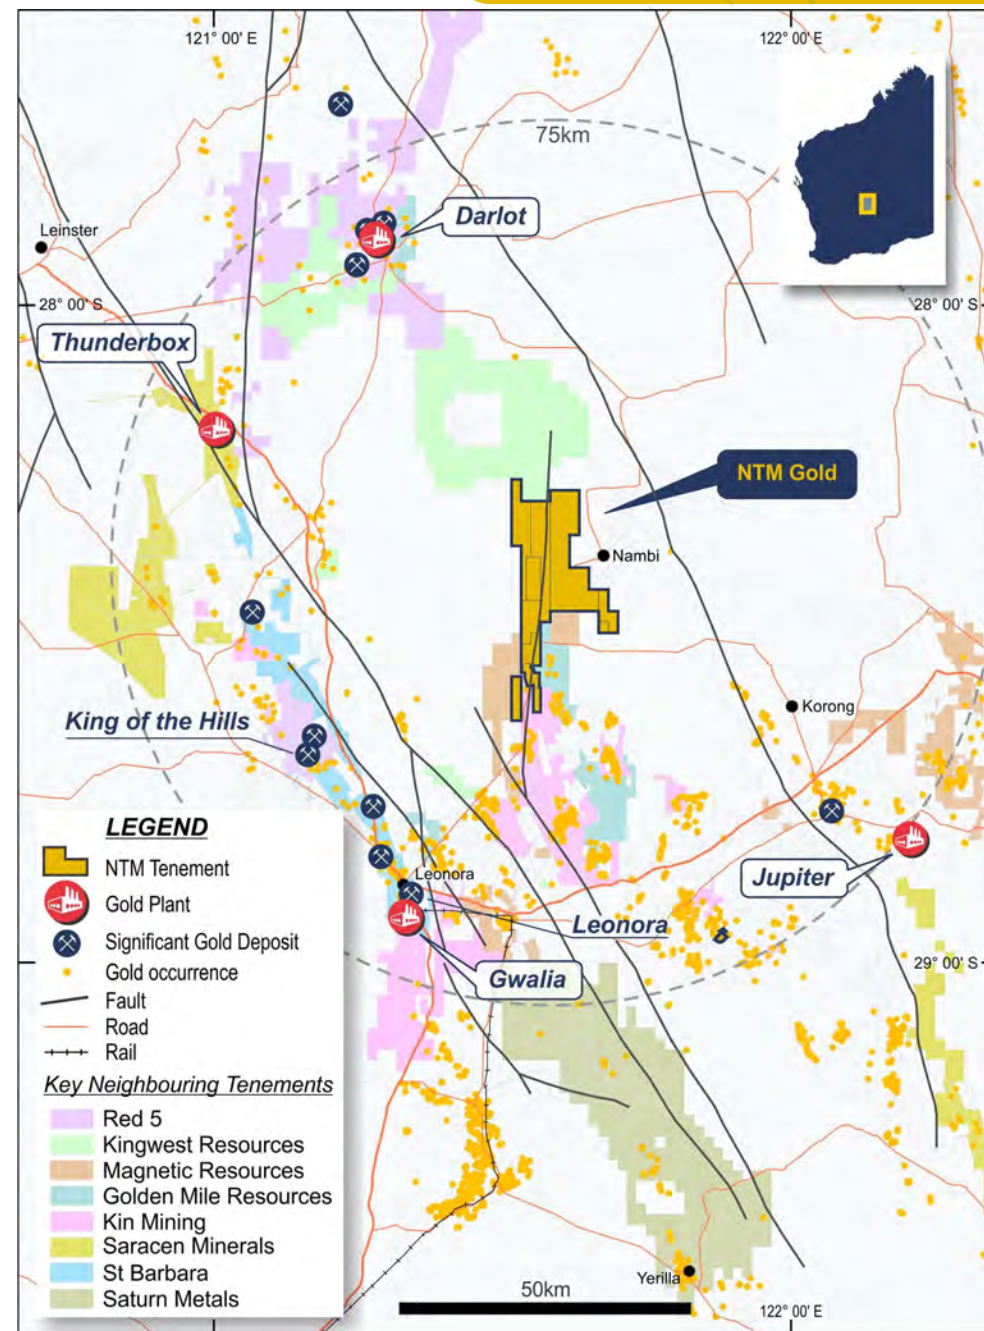 121° 00' E
122° 00' E
75km
Darlot
Leinster
28° 00' S
28° 00' S
Thunderbox
NTM Gold
Nambi
King of the Hills
Korong
LEGEND
NTM Tenement
Gold Plant
Significant Gold Deposit
Gold occurrence
Fault
Road
Rail
Key Neighbouring Tenements
Red 5
Kingwest Resources
Magnetic Resources
Golden Mile Resources
Kin Mining
Saracen Minerals
St Barbara
Saturn Metals
Leonora
Jupiter
Leonora
Gwalia
29° 00' S
Yerilla
50km
122° 00' E